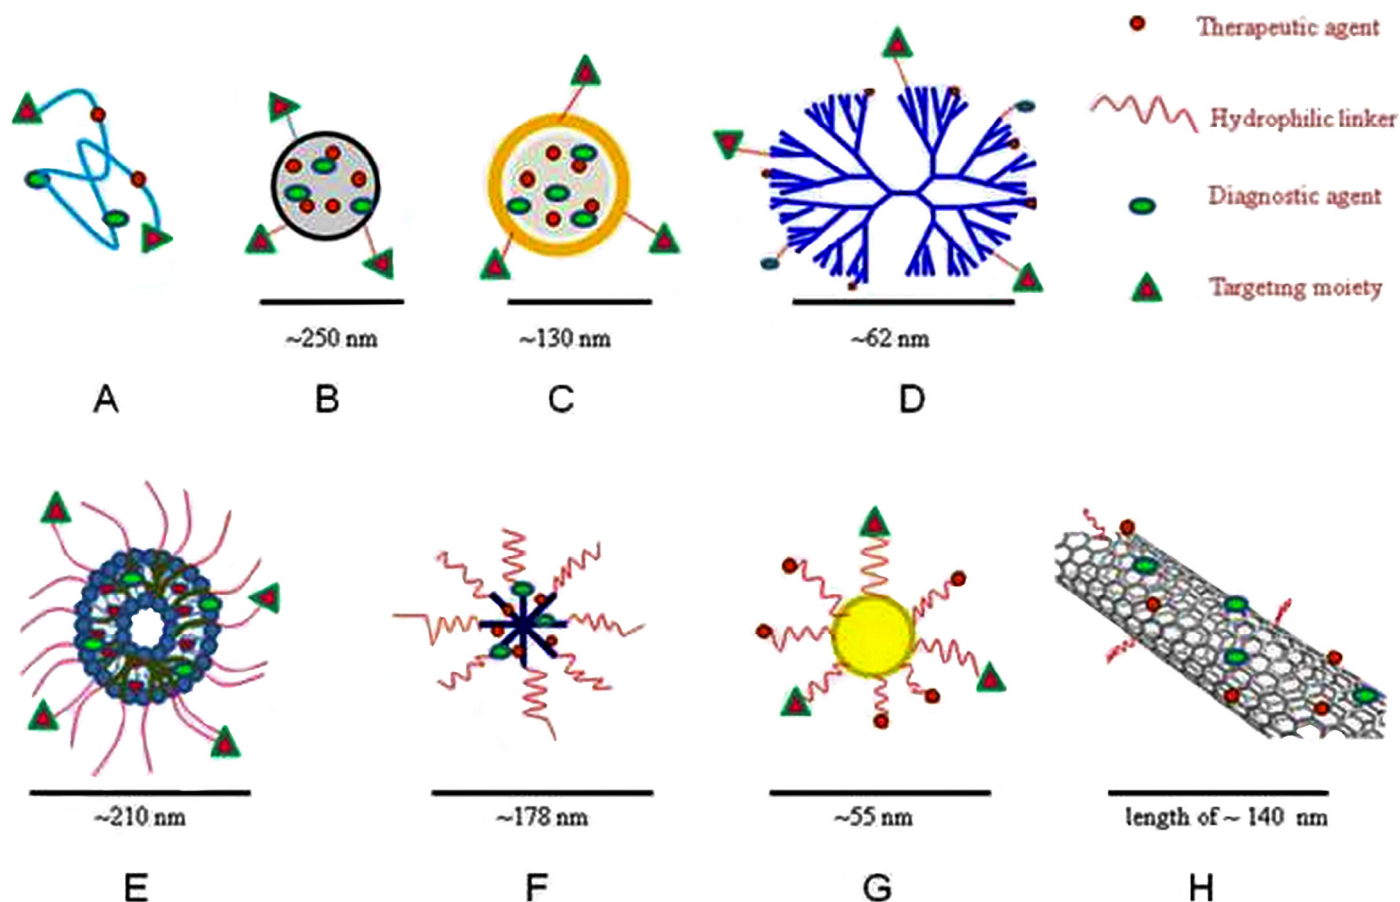 Therapeutic agent
Hydrophilic linker
Diagnostic agent
Targeting moiety
~250 nm
~130 nm
~62 nm
A
B
C
D
~210 nm
~178 nm
~55 nm
length of ~ 140 nm
E
F
G
H